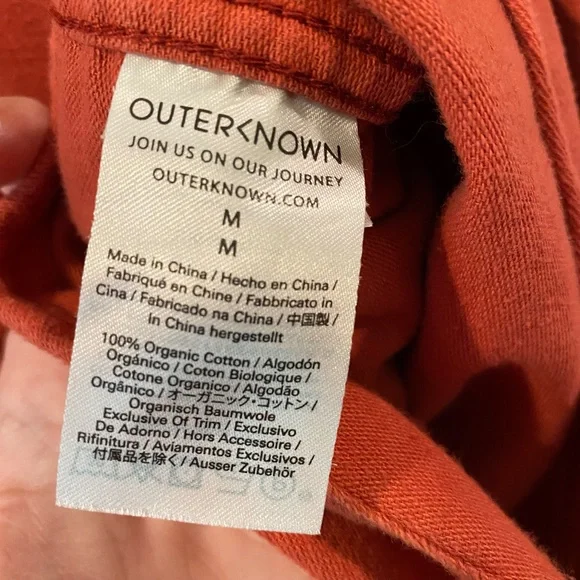 OUTERKNOWN
JOIN US ON OUR JOURNEY
OUTERKNOWN.COM
M
M
Made in China / Hecho en China /
Fabriqué en Chine / Fabbricato in
Cina / Fabricado na China / 中国製 /
In China hergestellt
100% Organic Cotton / Algodón
Orgánico / Coton Biologique /
Cotone Organico / Algodão
Orgânico / オーガニック・コットン /
Organisch Baumwole
Exclusive Of Trim / Exclusivo
De Adorno / Hors Accessoire /
Rifinitura / Aviamentos Exclusivos /
付属品を除く / Ausser Zubehör